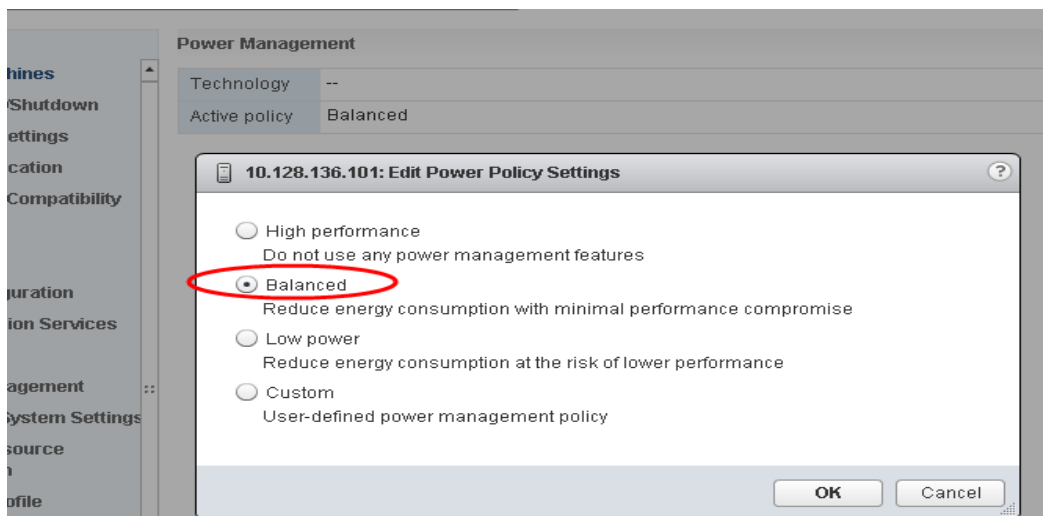 Power Management
hines
Technology --
/Shutdown
Active policy Balanced
ettings
cation
10.128.136.101: Edit Power Policy Settings ?
Compatibility
High performance
Do not use any power management features
Balanced
juration
Reduce energy consumption with minimal performance compromise
ion Services
Low power
Reduce energy consumption at the risk of lower performance
agement
Custom
System Settings
User-defined power management policy
source
ofile
OK Cancel